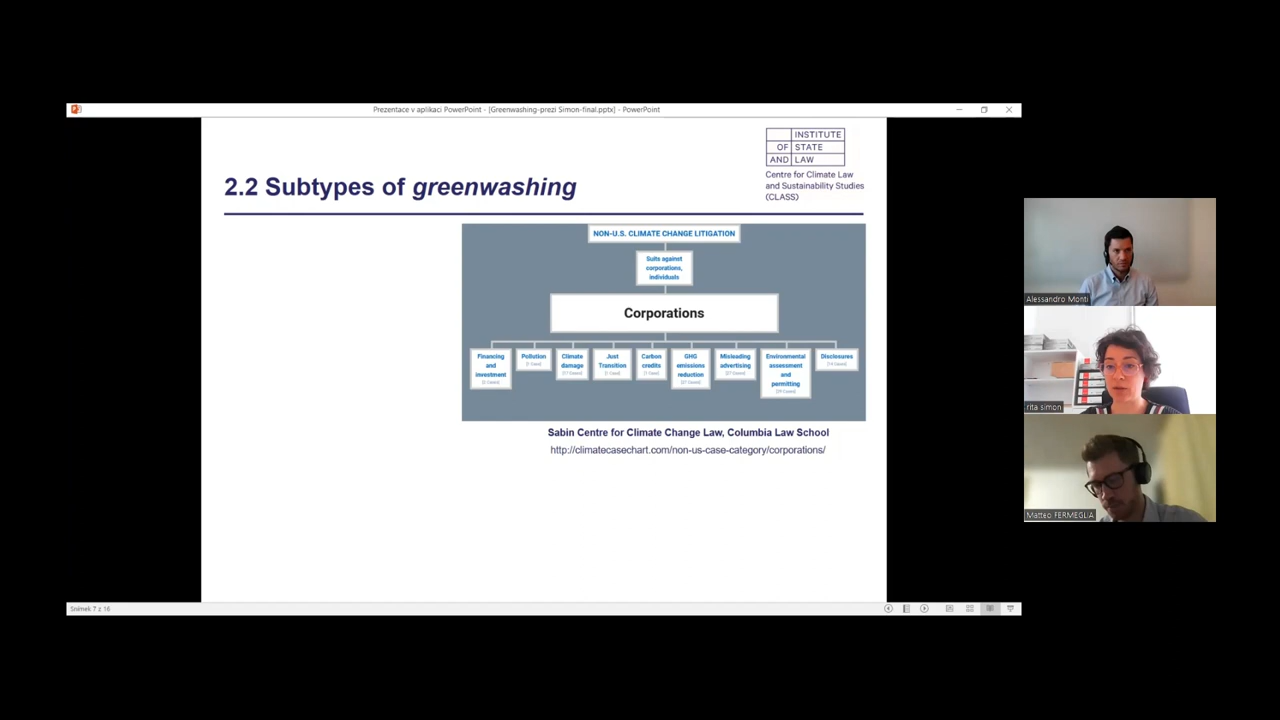 Prezentace v aplikaci PowerPoint - [Greenwashing-prezi Simon-final.pptx] - PowerPoint
INSTITUTE
OF STATE
AND LAW
Centre for Climate Law
and Sustainability Studies
(CLASS)
2.2 Subtypes of greenwashing
NON-U.S. CLIMATE CHANGE LITIGATION
Suits against
corporations,
individuals
Corporations
Financing
and
investment
Pollution
Climate
damage
Just
Transition
Carbon
credits
GHG
emissions
reduction
Misleading
advertising
Environmental
assessment
and
permitting
Disclosures
Sabin Centre for Climate Change Law, Columbia Law School
http://climatecasechart.com/non-us-case-category/corporations/
Snímek 7 z 16
Alessandro Monti
rita simon
Matteo FERMEGLIA